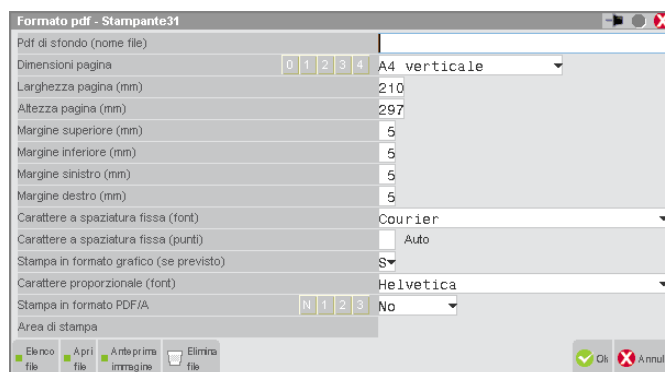 Formato pdf - Stampante31
Pdf di sfondo (nome file)
Dimensioni pagina 0 1 2 3 4 A4 verticale
Larghezza pagina (mm) 210
Altezza pagina (mm) 297
Margine superiore (mm) 5
Margine inferiore (mm) 5
Margine sinistro (mm) 5
Margine destro (mm) 5
Carattere a spaziatura fissa (font) Courier
Carattere a spaziatura fissa (punti) Auto
Stampa in formato grafico (se previsto) S
Carattere proporzionale (font) Helvetica
Stampa in formato PDF/A N 1 2 3 No
Area di stampa
Elenco file Apri file Anteprima immagine Elimina file Ok Annul